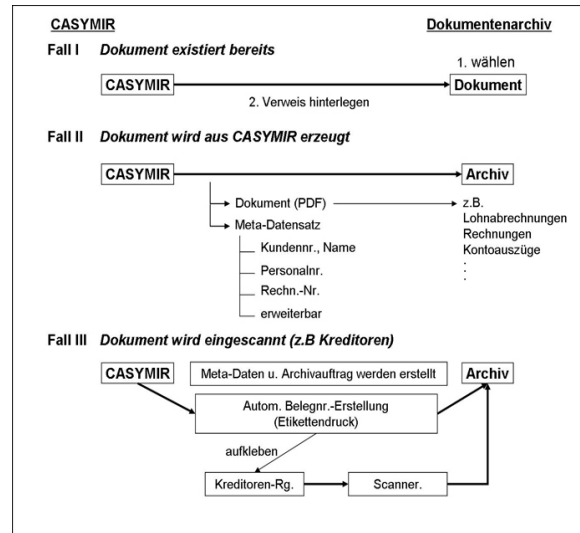 CASYMIR Dokumentenarchiv
Fall I Dokument existiert bereits
1. wählen
CASYMIR Dokument
2. Verweis hinterlegen
Fall II Dokument wird aus CASYMIR erzeugt
CASYMIR Archiv
Dokument (PDF) z.B.
Meta-Datensatz Lohnabrechnungen
Rechnungen
Kundennr., Name Kontoauszüge
Personalnr. .
Rechn.-Nr. .
erweiterbar .
Fall III Dokument wird eingescannt (z.B Kreditoren)
CASYMIR Meta-Daten u. Archivauftrag werden erstellt Archiv
Autom. Belegnr.-Erstellung
(Etikettendruck)
aufkleben
Kreditoren-Rg. Scanner.